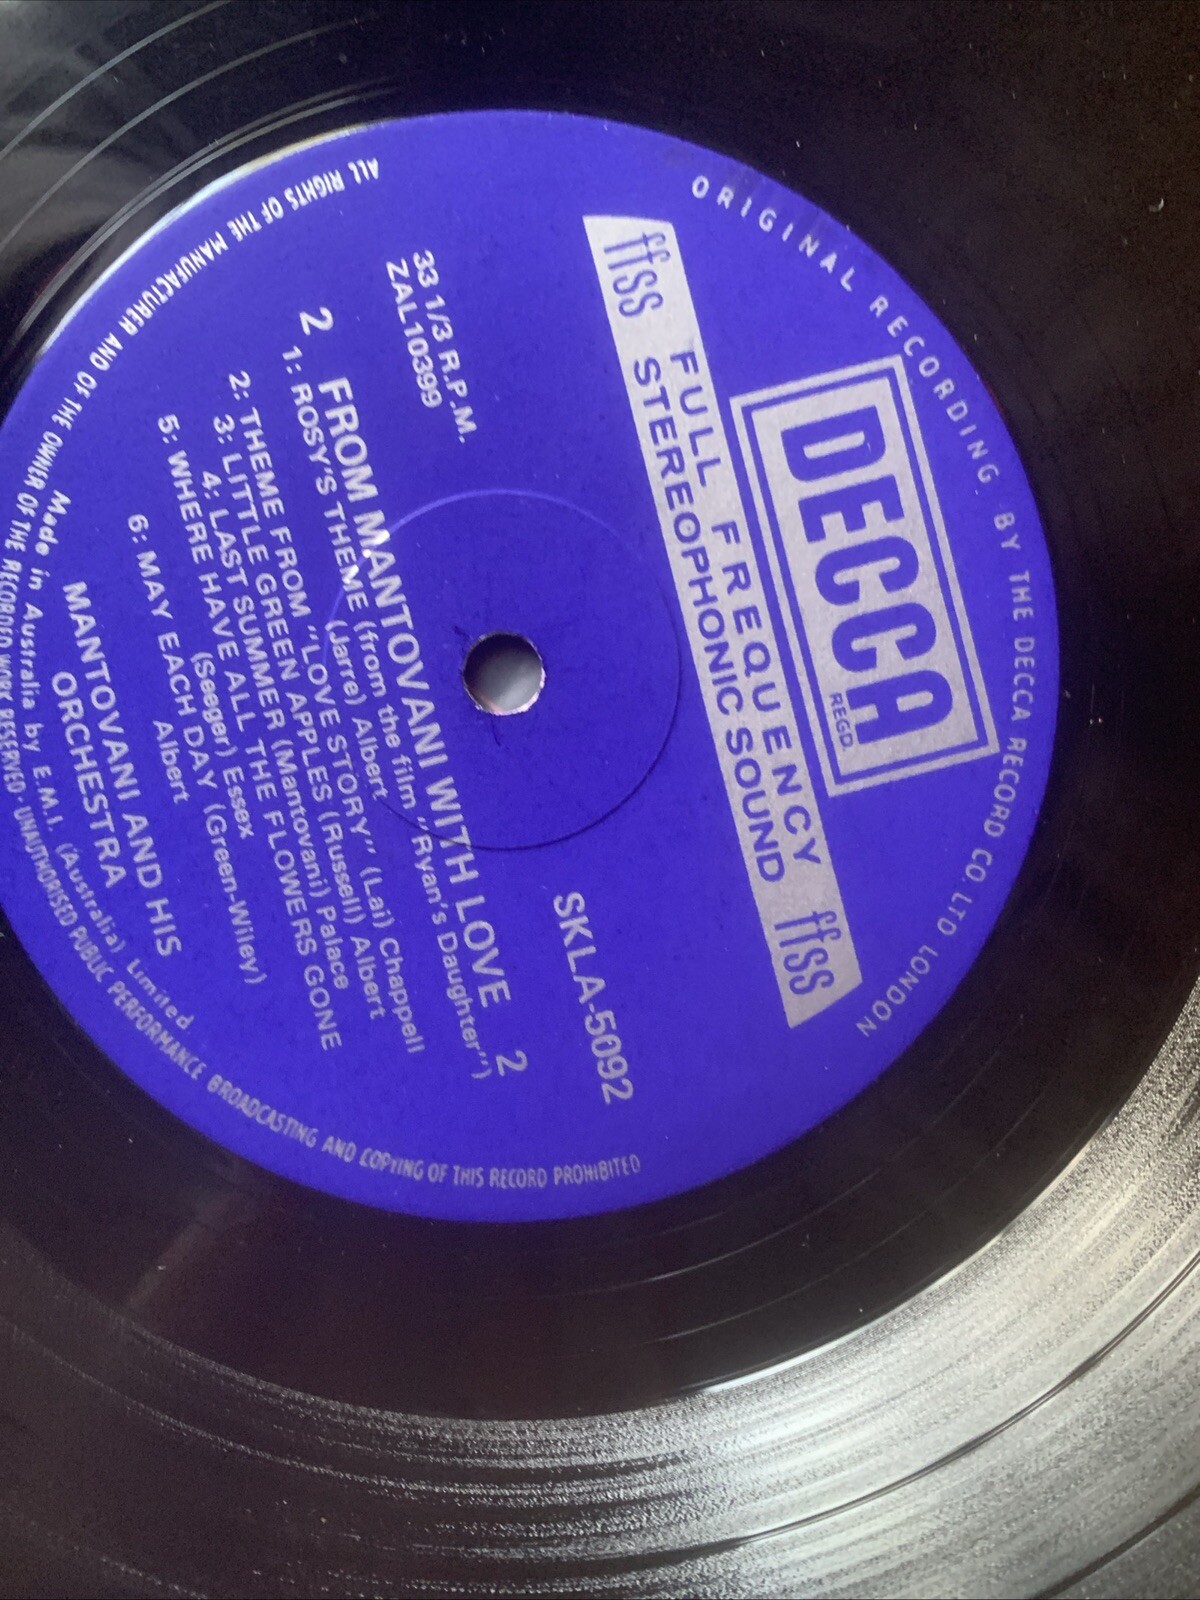 ORIGINAL RECORDING BY THE DECCA RECORD CO. LTD LONDON
DECCA
REGD.
ffss FULL FREQUENCY ffss
STEREOPHONIC SOUND
SKLA-5092
33 1/3 R.P.M.
ZAL10399
2 FROM MANTOVANI WITH LOVE 2
1: ROSY'S THEME (from the film "Ryan's Daughter")
(Jarre) Albert
2: THEME FROM "LOVE STORY" (Lai) Chappell
3: LITTLE GREEN APPLES (Russell) Albert
4: LAST SUMMER (Mantovani) Palace
5: WHERE HAVE ALL THE FLOWERS GONE
(Seeger) Essex
6: MAY EACH DAY (Green-Wiley)
Albert
MANTOVANI AND HIS
ORCHESTRA
Made in Australia by E.M.I. (Australia) Limited
ALL RIGHTS OF THE MANUFACTURER AND OF THE OWNER OF THE RECORDED WORK RESERVED · UNAUTHORISED PUBLIC PERFORMANCE BROADCASTING AND COPYING OF THIS RECORD PROHIBITED